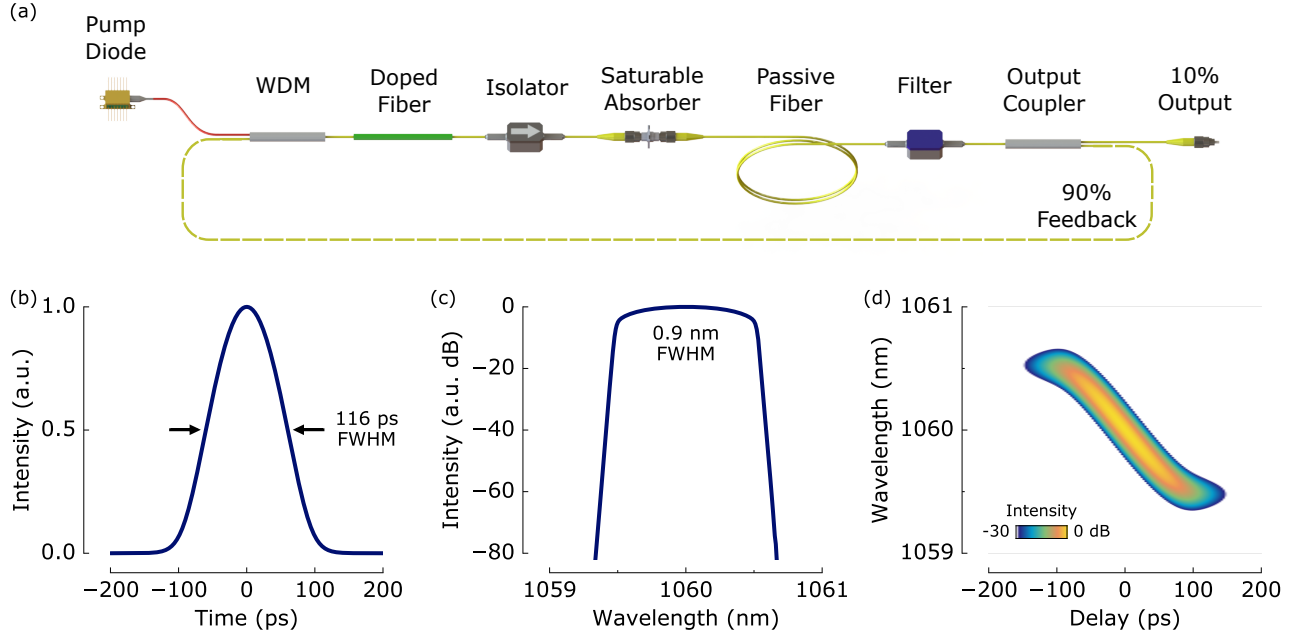 (a)
Pump
Diode
WDM
Doped
Fiber
Isolator
Saturable
Absorber
Passive
Fiber
Filter
Output
Coupler
10%
Output
90%
Feedback
(b)
Intensity (a.u.)
1.0
0.5
0.0
116 ps
FWHM
−200 −100 0 100 200
Time (ps)
(c)
Intensity (a.u. dB)
0
−20
−40
−60
−80
0.9 nm
FWHM
1059 1060 1061
Wavelength (nm)
(d)
Wavelength (nm)
1061
1060
1059
Intensity
-30 0 dB
−200 −100 0 100 200
Delay (ps)